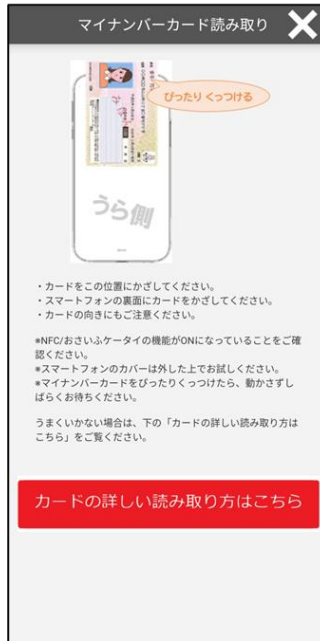 マイナンバーカード読み取り
ぴったりくっつける
うら側
・カードをこの位置にかざしてください。
・スマートフォンの裏面にカードをかざしてください。
・カードの向きにもご注意ください。
※NFC/おさいふケータイの機能がONになっていることをご確
認ください。
※スマートフォンのカバーは外した上でお試しください。
※マイナンバーカードをぴったりくっつけたら、動かさずし
ばらくお待ちください。
うまくいかない場合は、下の「カードの詳しい読み取り方は
こちら」をご覧ください。
カードの詳しい読み取り方はこちら